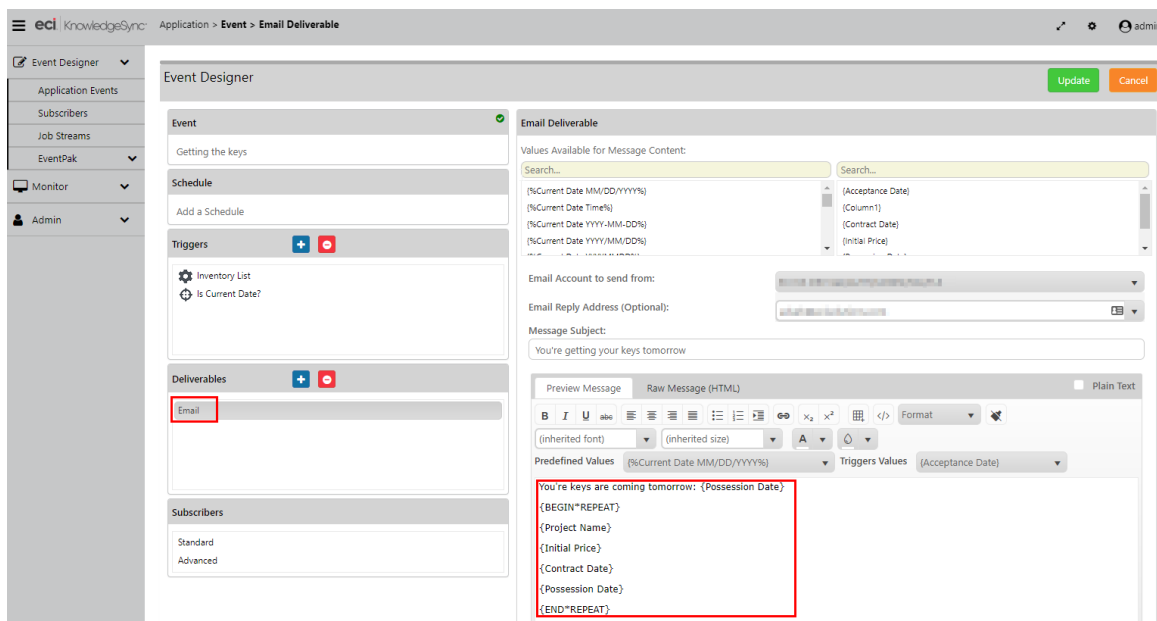 eci KnowledgeSync Application > Event > Email Deliverable admi
Event Designer
Application Events
Subscribers
Job Streams
EventPak
Monitor
Admin
Event Designer
Update Cancel
Event
Getting the keys
Schedule
Add a Schedule
Triggers
Inventory List
Is Current Date?
Deliverables
Email
Subscribers
Standard
Advanced
Email Deliverable
Values Available for Message Content:
Search... Search...
{%Current Date MM/DD/YYYY%} {Acceptance Date}
{%Current Date Time%} {Column1}
{%Current Date YYYY-MM-DD%} {Contract Date}
{%Current Date YYYY/MM/DD%} {Initial Price}
Email Account to send from:
Email Reply Address (Optional):
Message Subject:
You're getting your keys tomorrow
Preview Message Raw Message (HTML) Plain Text
B I U abc Format
(inherited font) (inherited size) A
Predefined Values {%Current Date MM/DD/YYYY%} Triggers Values {Acceptance Date}
You're keys are coming tomorrow: {Possession Date}
{BEGIN*REPEAT}
{Project Name}
{Initial Price}
{Contract Date}
{Possession Date}
{END*REPEAT}